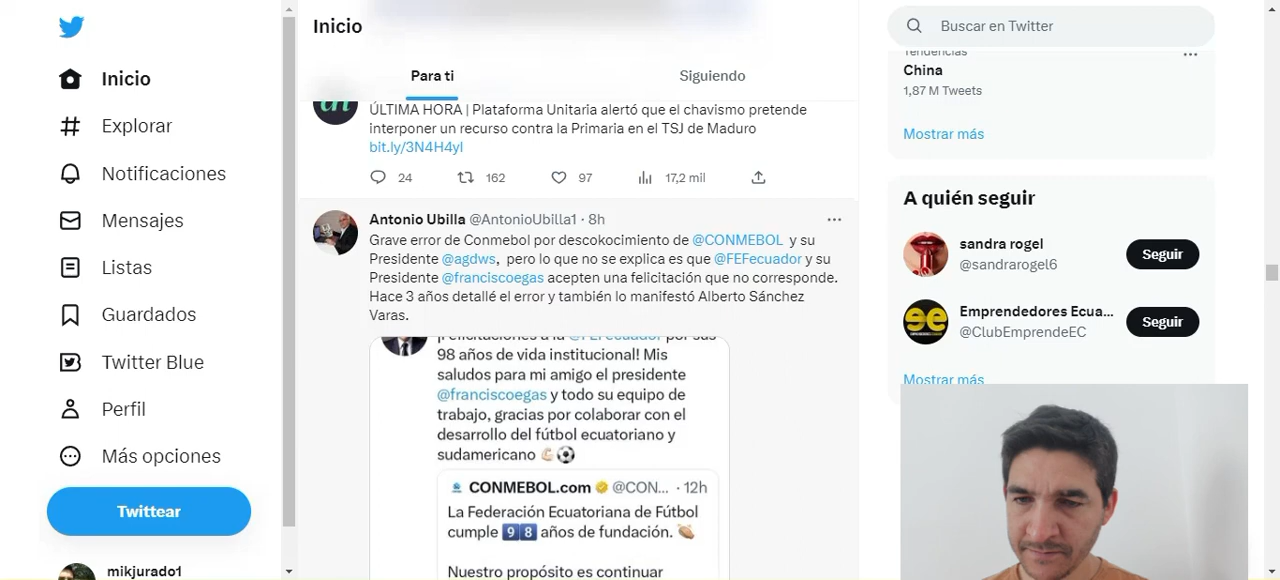 Inicio
Explorar
Notificaciones
Mensajes
Listas
Guardados
Twitter Blue
Perfil
Más opciones
Twittear
mikjurado1
Inicio
Para ti
Siguiendo
ÚLTIMA HORA | Plataforma Unitaria alertó que el chavismo pretende
interponer un recurso contra la Primaria en el TSJ de Maduro
bit.ly/3N4H4yI
24 162 97 17,2 mil
Antonio Ubilla @AntonioUbilla1 · 8h
Grave error de Conmebol por descokocimiento de @CONMEBOL y su
Presidente @agdws, pero lo que no se explica es que @FEFecuador y su
Presidente @franciscoegas acepten una felicitación que no corresponde.
Hace 3 años detallé el error y también lo manifestó Alberto Sánchez
Varas.
¡Felicitaciones a la @FEFecuador por sus
98 años de vida institucional! Mis
saludos para mi amigo el presidente
@franciscoegas y todo su equipo de
trabajo, gracias por colaborar con el
desarrollo del fútbol ecuatoriano y
sudamericano 💪🏻⚽
CONMEBOL.com @CON... · 12h
La Federación Ecuatoriana de Fútbol
cumple 9️⃣8️⃣ años de fundación. 👏🏽
Nuestro propósito es continuar
Buscar en Twitter
Tendencias
China
1,87 M Tweets
Mostrar más
A quién seguir
sandra rogel
@sandrarogel6
Seguir
Emprendedores Ecua...
@ClubEmprendeEC
Seguir
Mostrar más